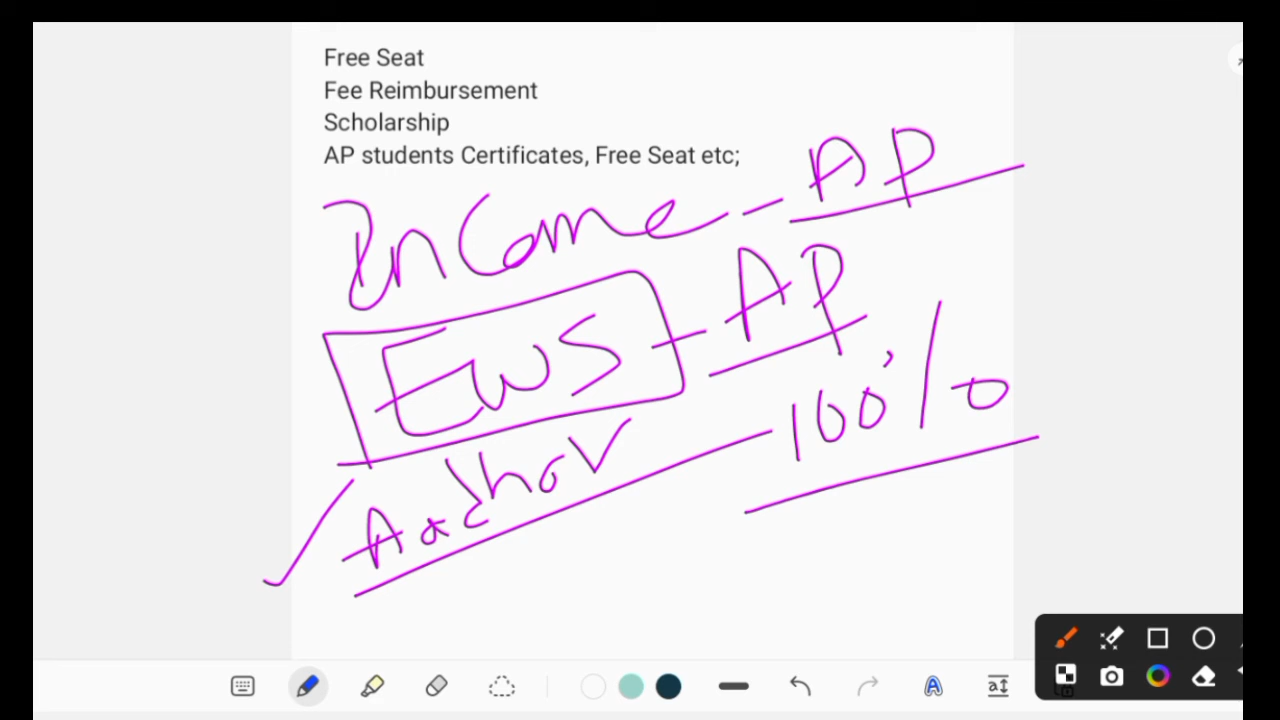 Free Seat
Fee Reimbursement
Scholarship
AP students Certificates, Free Seat etc;
InCome - AP
EWS - AP
Aadhar - 100%